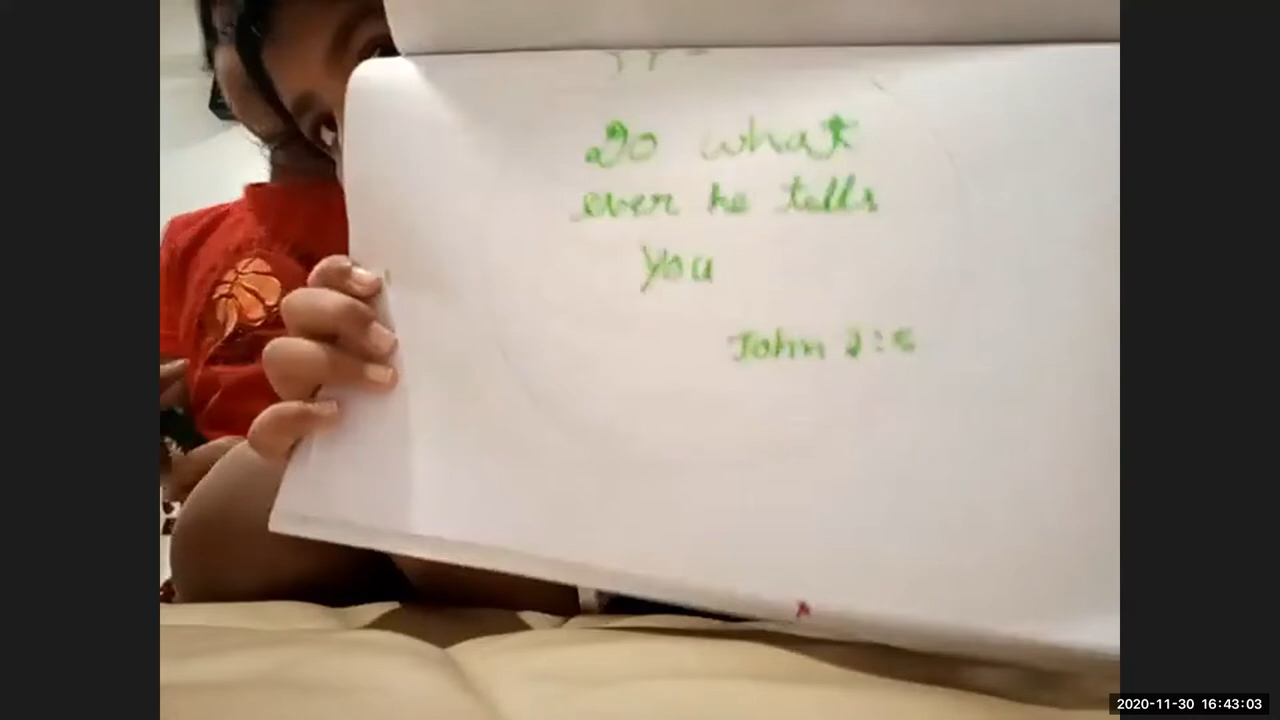 Do what
ever he tells
you
John 2:5
2020-11-30 16:43:03